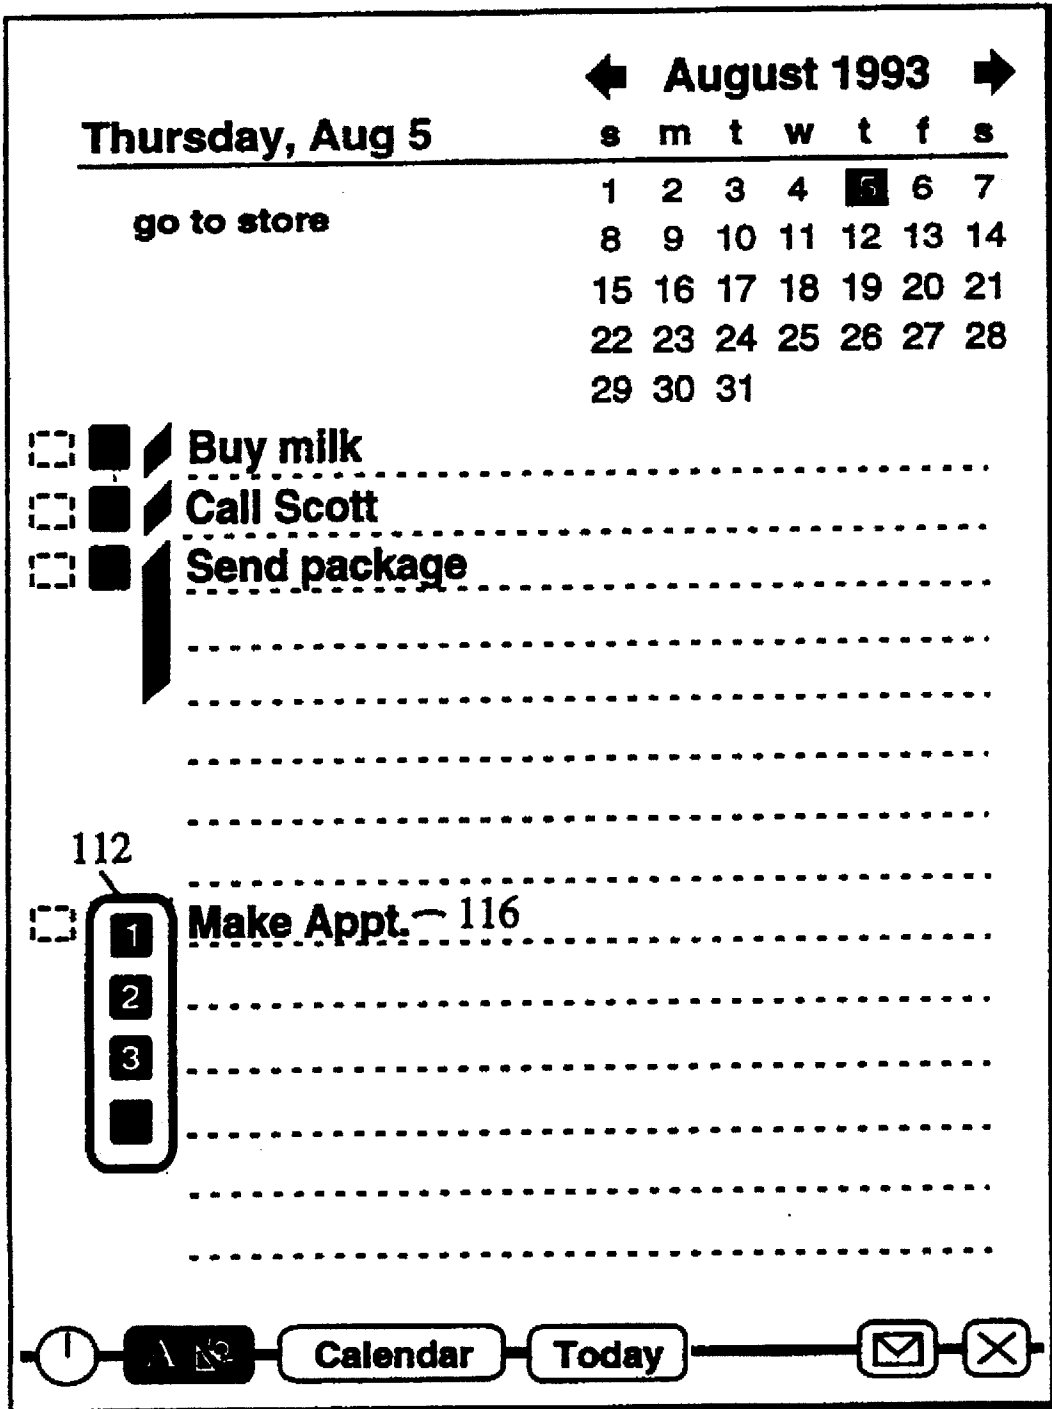 August 1993
Thursday, Aug 5
s m t w t f s
1 2 3 4 5 6 7
go to store
8 9 10 11 12 13 14
15 16 17 18 19 20 21
22 23 24 25 26 27 28
29 30 31
Buy milk
Call Scott
Send package
112
1 Make Appt. 116
2
3
A
Calendar Today